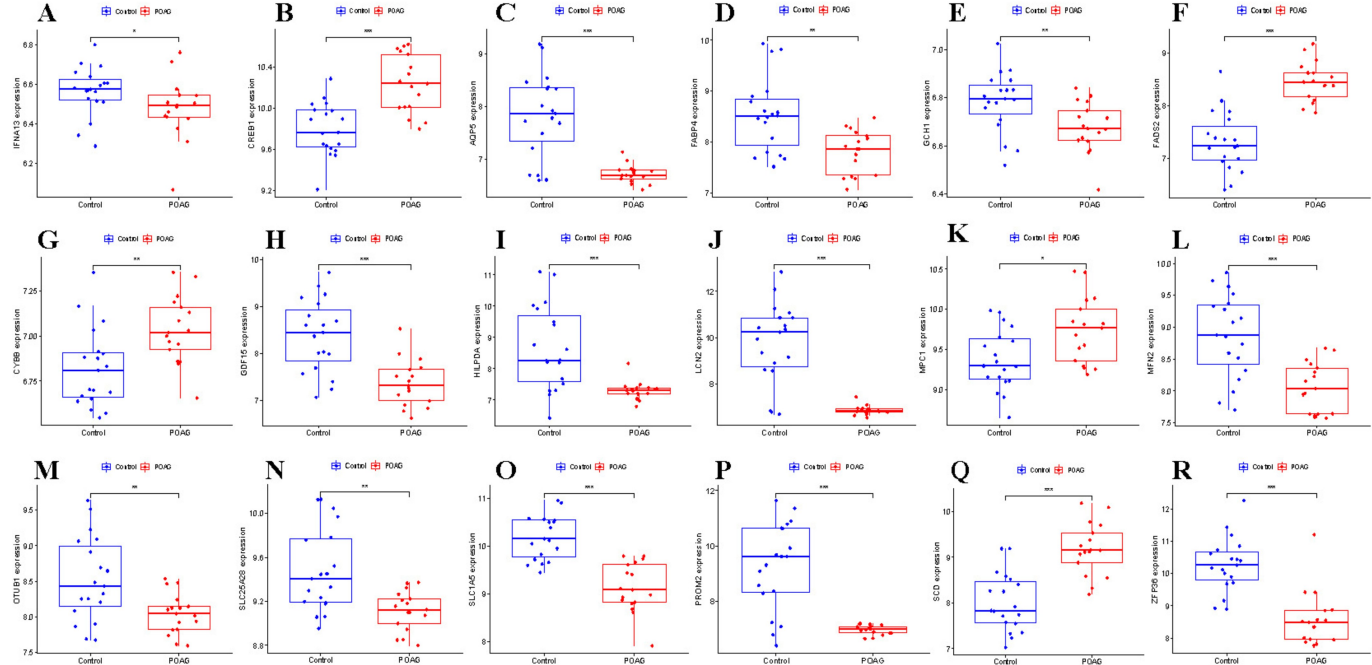 A
Control POAG
*
IFNA13 expression
6.8
6.6
6.4
6.2
Control POAG
B
Control POAG
***
CREB1 expression
10.4
10.0
9.6
9.2
Control POAG
C
Control POAG
***
AQP5 expression
9
8
7
Control POAG
D
Control POAG
**
FABP4 expression
10
9
8
7
Control POAG
E
Control POAG
**
GCH1 expression
7.0
6.8
6.6
6.4
Control POAG
F
Control POAG
***
FADS2 expression
9
8
7
Control POAG
G
Control POAG
**
CYBB expression
7.25
7.00
6.75
Control POAG
H
Control POAG
***
GDF15 expression
10
9
8
7
Control POAG
I
Control POAG
***
HILPDA expression
11
10
9
8
7
Control POAG
J
Control POAG
***
LCN2 expression
12
10
8
Control POAG
K
Control POAG
*
MPC1 expression
10.5
10.0
9.5
9.0
Control POAG
L
Control POAG
***
MFN2 expression
10.0
9.5
9.0
8.5
8.0
7.5
Control POAG
M
Control POAG
**
OTUB1 expression
9.5
9.0
8.5
8.0
Control POAG
N
Control POAG
**
SLC25A28 expression
10.0
9.6
9.2
8.8
Control POAG
O
Control POAG
***
SLC1A5 expression
11
10
9
8
Control POAG
P
Control POAG
***
PROM2 expression
12
10
8
Control POAG
Q
Control POAG
***
SCD expression
10
9
8
7
Control POAG
R
Control POAG
***
ZFP36 expression
12
11
10
9
8
Control POAG